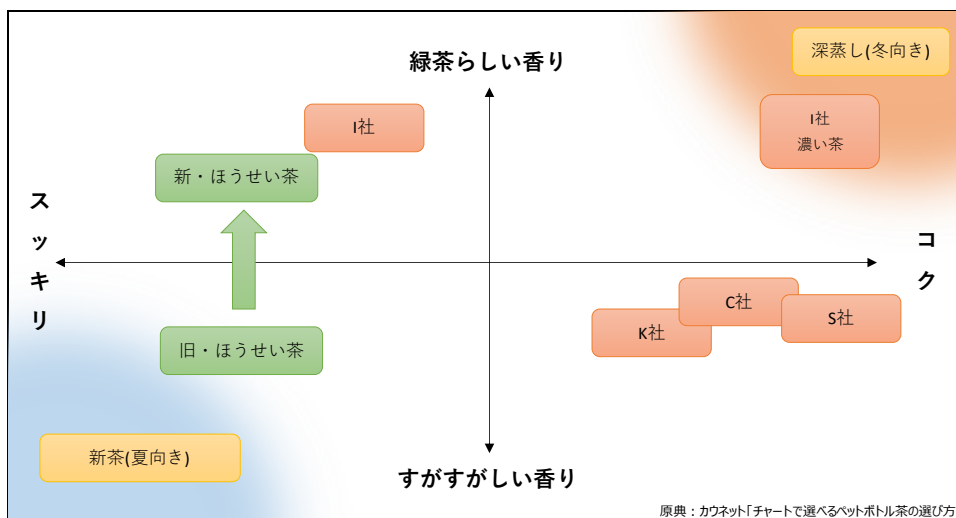 緑茶らしい香り
深蒸し(冬向き)
I社
I社
濃い茶
新・ほうせい茶
スッキリ
コク
C社
S社
K社
旧・ほうせい茶
新茶(夏向き)
すがすがしい香り
原典：カウネット「チャートで選べるペットボトル茶の選び方